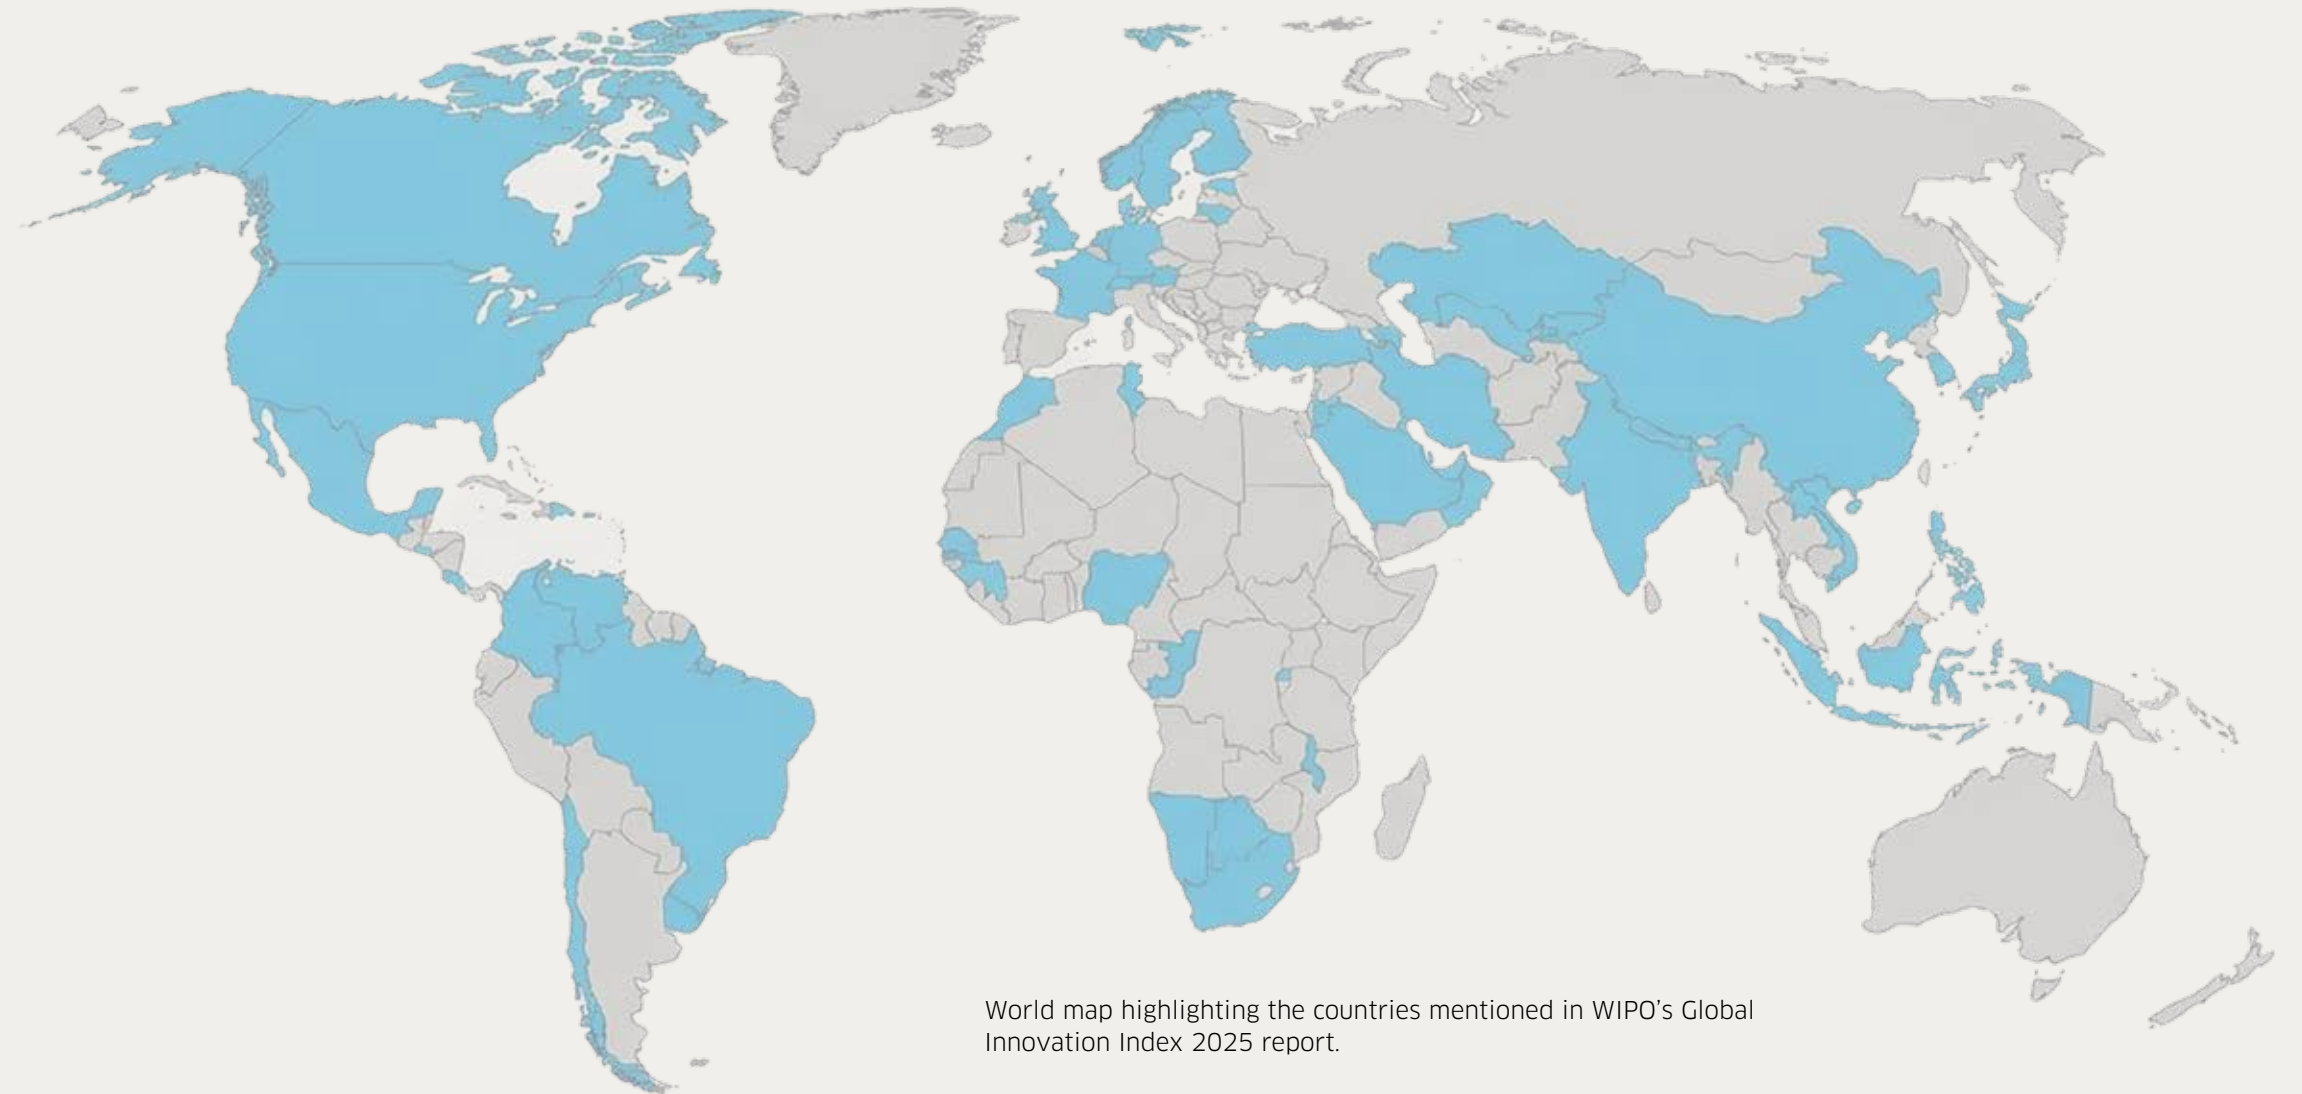 World map highlighting the countries mentioned in WIPO's Global
Innovation Index 2025 report.